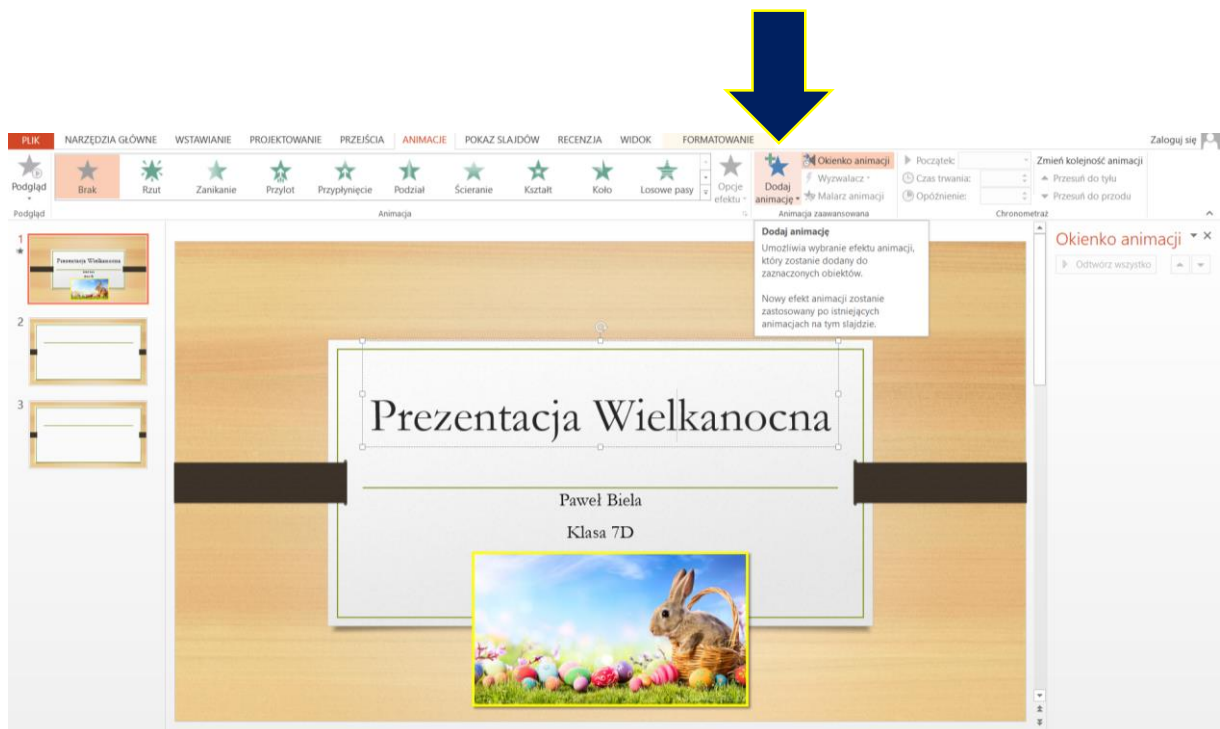 PLIK NARZĘDZIA GŁÓWNE WSTAWIANIE PROJEKTOWANIE PRZEJŚCIA ANIMACJE POKAZ SLAJDÓW RECENZJA WIDOK FORMATOWANIE Zaloguj się
Podgląd
Brak Rzut Zanikanie Przylot Przypłynięcie Podział Ścieranie Kształt Koło Losowe pasy
Opcje
efektu
Dodaj
animację
Okienko animacji
Wyzwalacz
Malarz animacji
Początek:
Czas trwania:
Opóźnienie:
Zmień kolejność animacji
Przesuń do tyłu
Przesuń do przodu
Podgląd Animacja Animacja zaawansowana Chronometraż
Dodaj animację
Umożliwia wybranie efektu animacji,
który zostanie dodany do
zaznaczonych obiektów.
Nowy efekt animacji zostanie
zastosowany po istniejących
animacjach na tym slajdzie.
Okienko animacji
Odtwórz wszystko
1
Prezentacja Wielkanocna
2
3
Prezentacja Wielkanocna
Paweł Biela
Klasa 7D